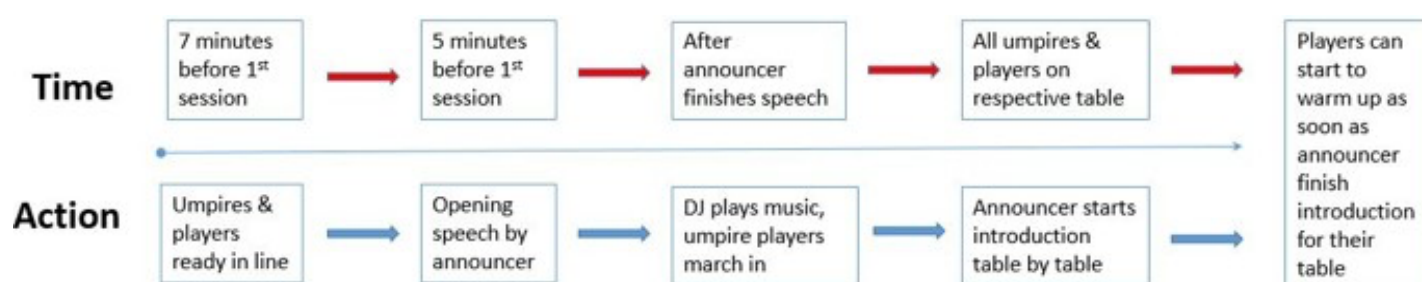 Time
7 minutes
before 1st
session
5 minutes
before 1st
session
After
announcer
finishes speech
All umpires &
players on
respective table
Players can
start to
warm up as
soon as
announcer
finish
introduction
for their
table
Action
Umpires &
players
ready in line
Opening
speech by
announcer
DJ plays music,
umpire players
march in
Announcer starts
introduction
table by table